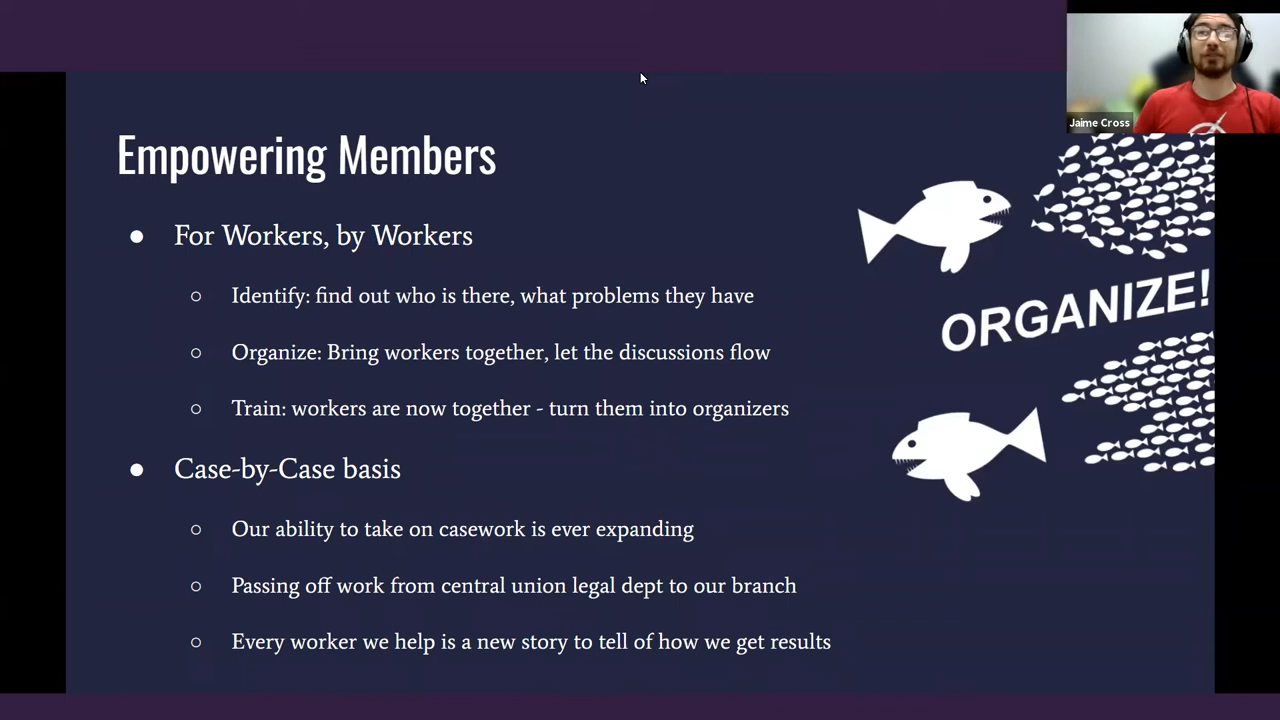 Jaime Cross
Empowering Members
● For Workers, by Workers
○ Identify: find out who is there, what problems they have
○ Organize: Bring workers together, let the discussions flow
○ Train: workers are now together - turn them into organizers
● Case-by-Case basis
○ Our ability to take on casework is ever expanding
○ Passing off work from central union legal dept to our branch
○ Every worker we help is a new story to tell of how we get results
ORGANIZE!